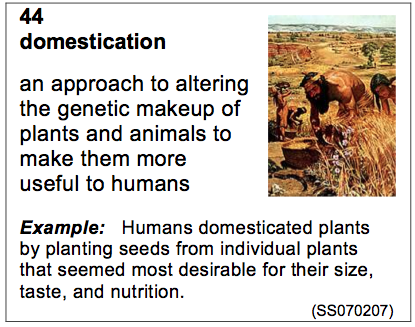 44
domestication
an approach to altering
the genetic makeup of
plants and animals to
make them more
useful to humans
Example: Humans domesticated plants
by planting seeds from individual plants
that seemed most desirable for their size,
taste, and nutrition.
(SS070207)